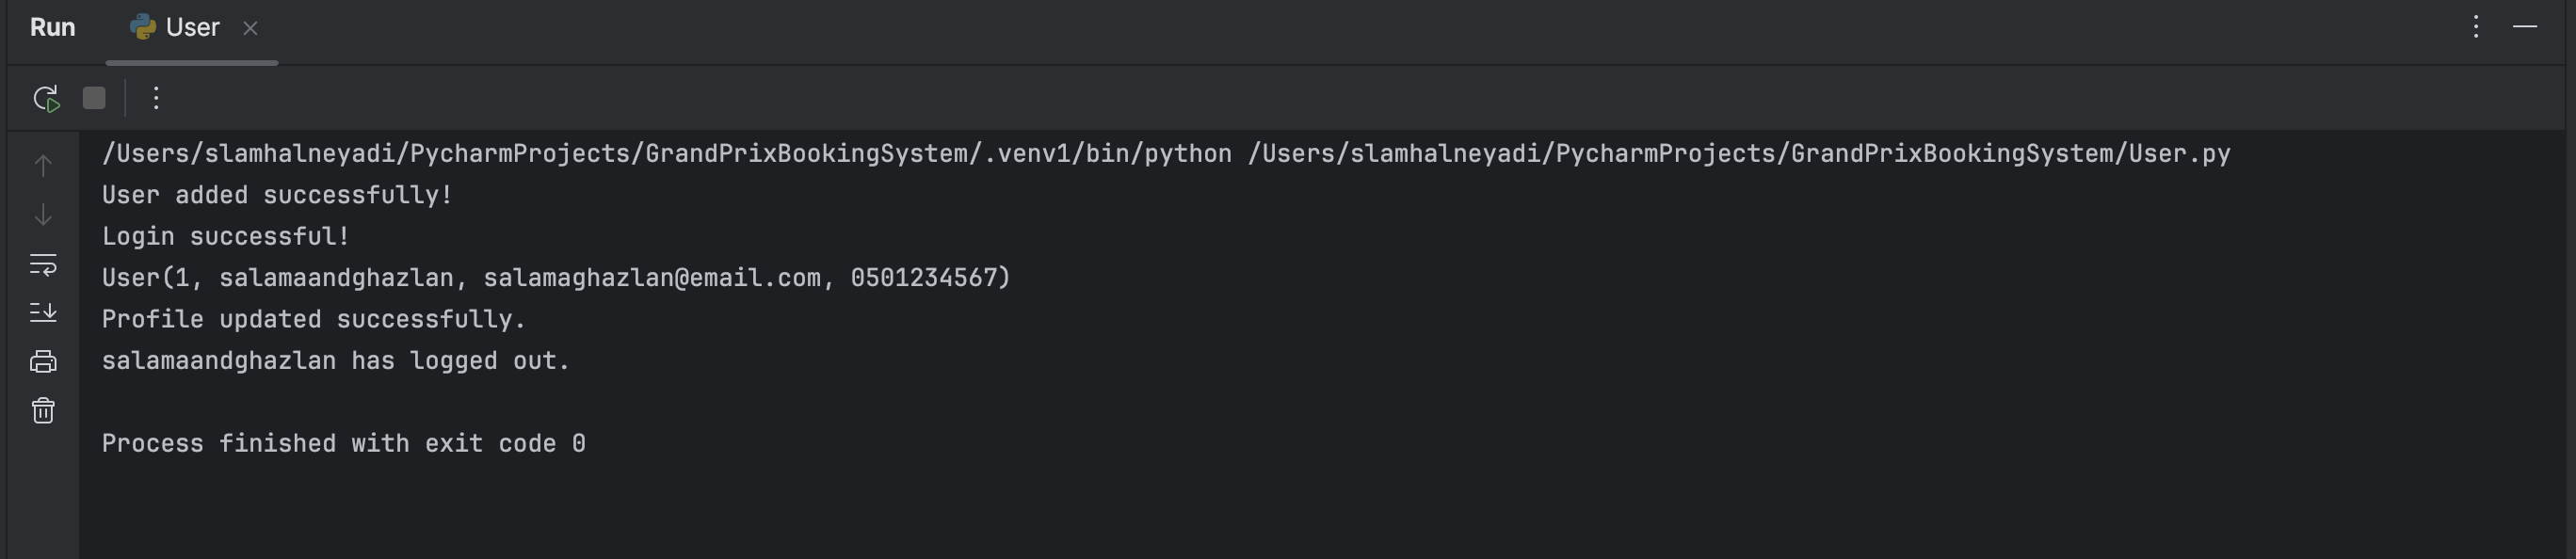 Run User
/Users/slamhalneyadi/PycharmProjects/GrandPrixBookingSystem/.venv1/bin/python /Users/slamhalneyadi/PycharmProjects/GrandPrixBookingSystem/User.py
User added successfully!
Login successful!
User(1, salamaandghazlan, salamaghazlan@email.com, 0501234567)
Profile updated successfully.
salamaandghazlan has logged out.
Process finished with exit code 0